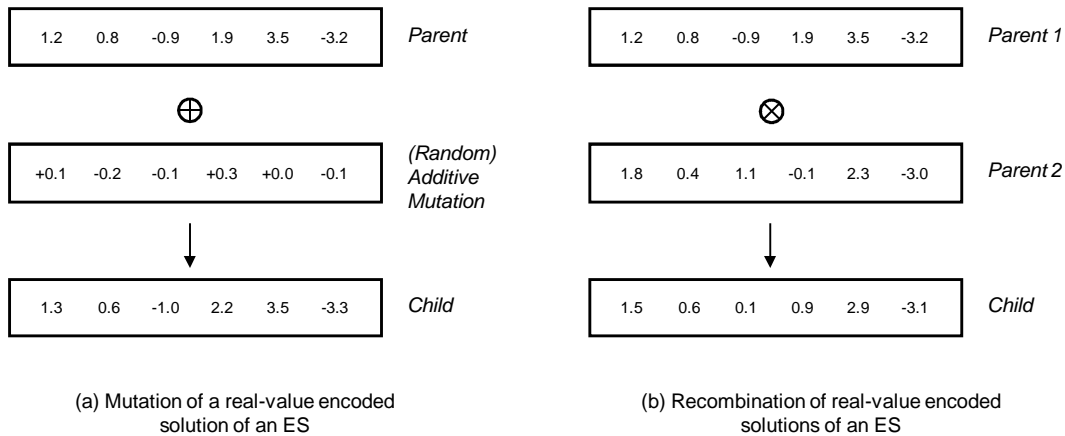 1.2 0.8 -0.9 1.9 3.5 -3.2 Parent
+0.1 -0.2 -0.1 +0.3 +0.0 -0.1
(Random)
Additive
Mutation
1.3 0.6 -1.0 2.2 3.5 -3.3 Child
(a) Mutation of a real-value encoded
solution of an ES
1.2 0.8 -0.9 1.9 3.5 -3.2 Parent 1
1.8 0.4 1.1 -0.1 2.3 -3.0 Parent 2
1.5 0.6 0.1 0.9 2.9 -3.1 Child
(b) Recombination of real-value encoded
solutions of an ES